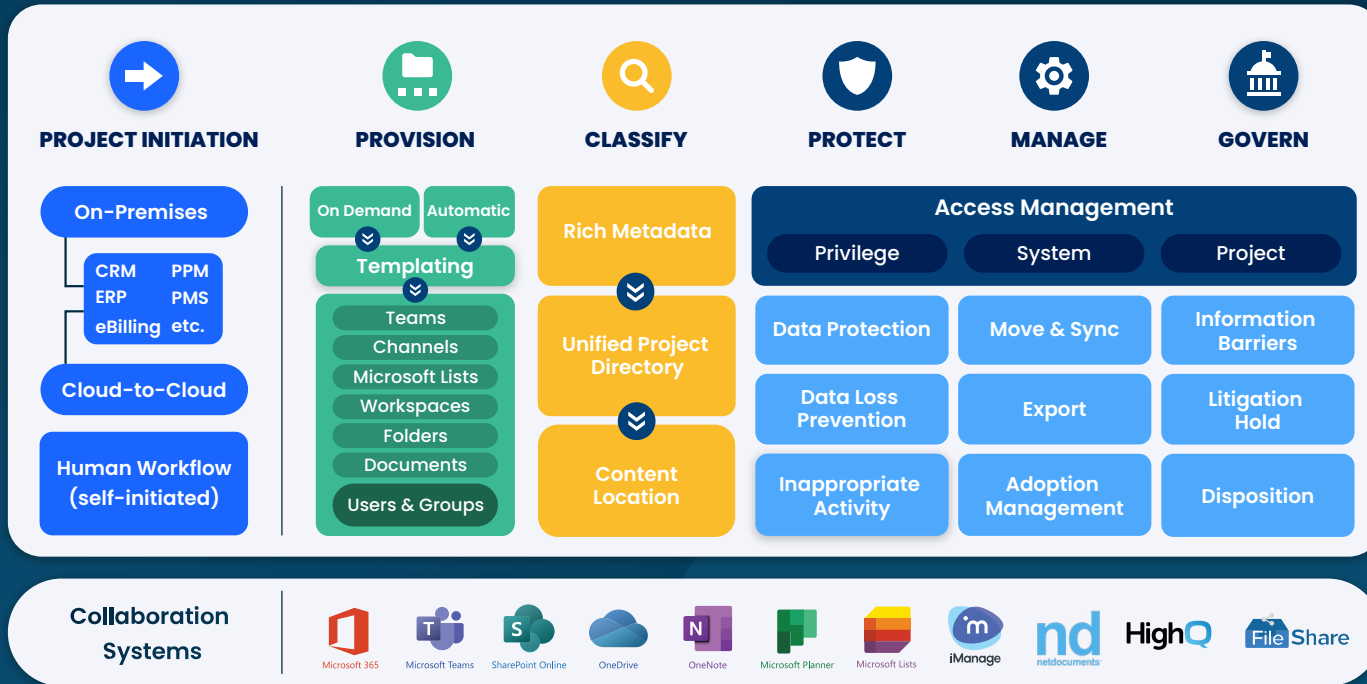 PROJECT INITIATION
PROVISION
CLASSIFY
PROTECT
MANAGE
GOVERN
On-Premises
CRM PPM
ERP PMS
eBilling etc.
Cloud-to-Cloud
Human Workflow
(self-initiated)
On Demand
Automatic
Templating
Teams
Channels
Microsoft Lists
Workspaces
Folders
Documents
Users & Groups
Rich Metadata
Unified Project
Directory
Content
Location
Access Management
Privilege
System
Project
Data Protection
Move & Sync
Information
Barriers
Data Loss
Prevention
Export
Litigation
Hold
Inappropriate
Activity
Adoption
Management
Disposition
Collaboration
Systems
Microsoft 365
T
Microsoft Teams
S
SharePoint Online
OneDrive
N
OneNote
Microsoft Planner
Microsoft Lists
m
iManage
nd
netdocuments
HighQ
File Share